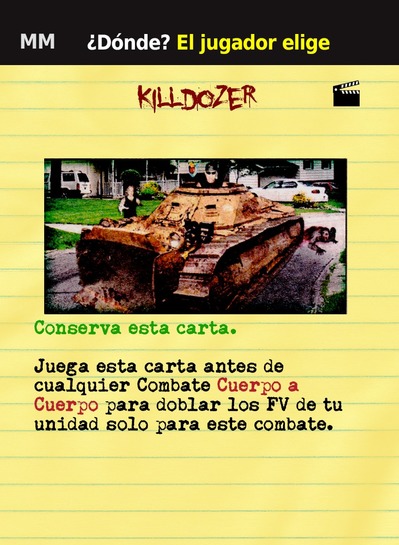 MM ¿Dónde? El jugador elige
KILLDOZER
Conserva esta carta.
Juega esta carta antes de
cualquier Combate Cuerpo a
Cuerpo para doblar los FV de tu
unidad solo para este combate.